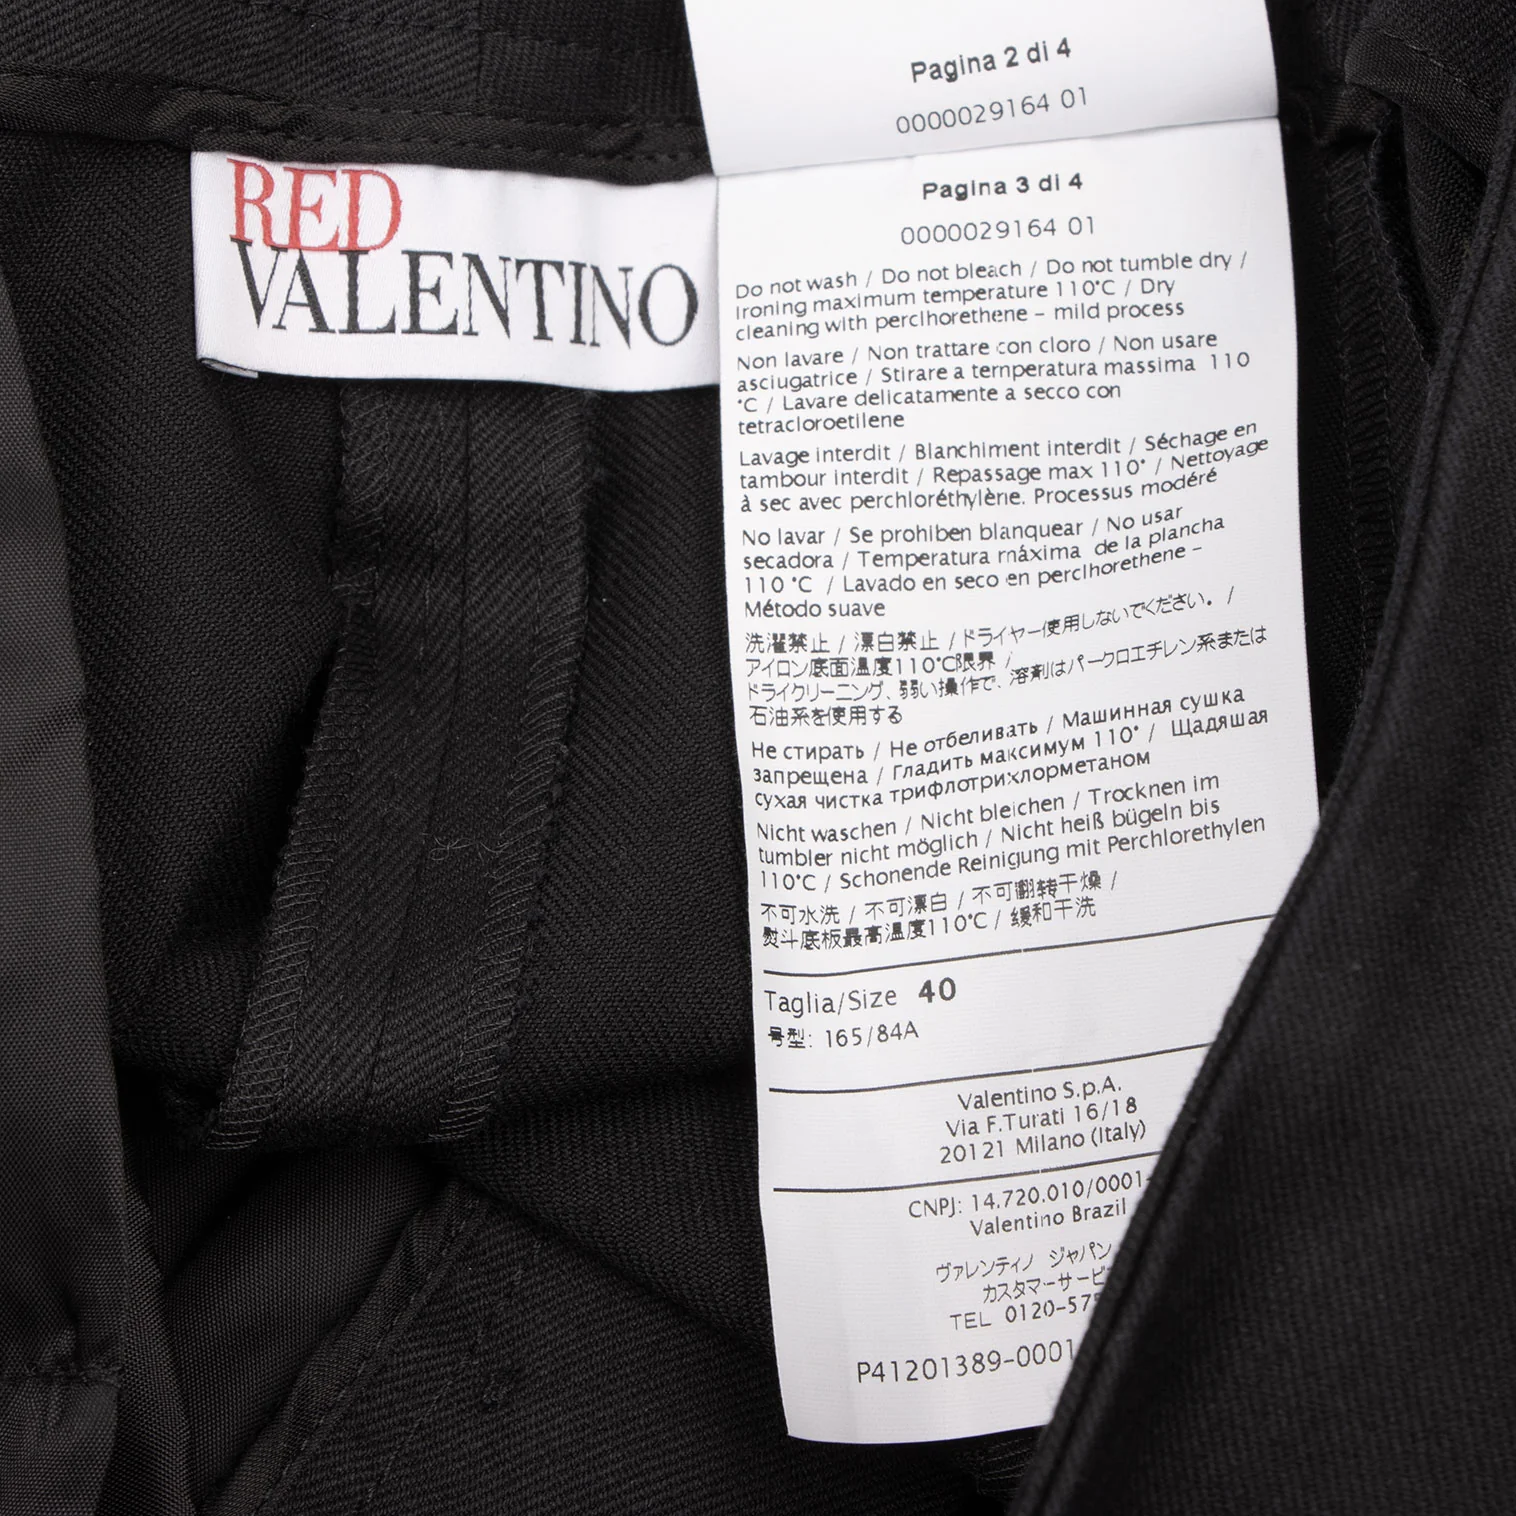 Pagina 2 di 4
0000029164 01
RED
VALENTINO
Pagina 3 di 4
0000029164 01
Do not wash / Do not bleach / Do not tumble dry /
Ironing maximum temperature 110°C / Dry
cleaning with perclhorethene - mild process
Non lavare / Non trattare con cloro / Non usare
asciugatrice / Stirare a temperatura massima 110
°C / Lavare delicatamente a secco con
tetracloroetilene
Lavage interdit / Blanchiment interdit / Séchage en
tambour interdit / Repassage max 110° / Nettoyage
à sec avec perchloréthylène. Processus modéré
No lavar / Se prohiben blanquear / No usar
secadora / Temperatura máxima de la plancha
110 °C / Lavado en seco en perclhorethene -
Método suave
洗濯禁止 / 漂白禁止 / ドライヤー使用しないでください。 /
アイロン底面温度110°C限界 /
ドライクリーニング、弱い操作で、溶剤はパークロエチレン系または
石油系を使用する
Не стирать / Не отбеливать / Машинная сушка
запрещена / Гладить максимум 110° / Щадяшая
сухая чистка трифлотрихлорметаном
Nicht waschen / Nicht bleichen / Trocknen im
tumbler nicht möglich / Nicht heiß bügeln bis
110°C / Schonende Reinigung mit Perchlorethylen
不可水洗 / 不可漂白 / 不可翻转干燥 /
熨斗底板最高温度110°C / 缓和干洗
Taglia/Size 40
号型: 165/84A
Valentino S.p.A.
Via F.Turati 16/18
20121 Milano (Italy)
CNPJ: 14.720.010/0001-
Valentino Brazil
ヴァレンティノ ジャパン
カスタマーサービ
TEL 0120-57
P41201389-0001